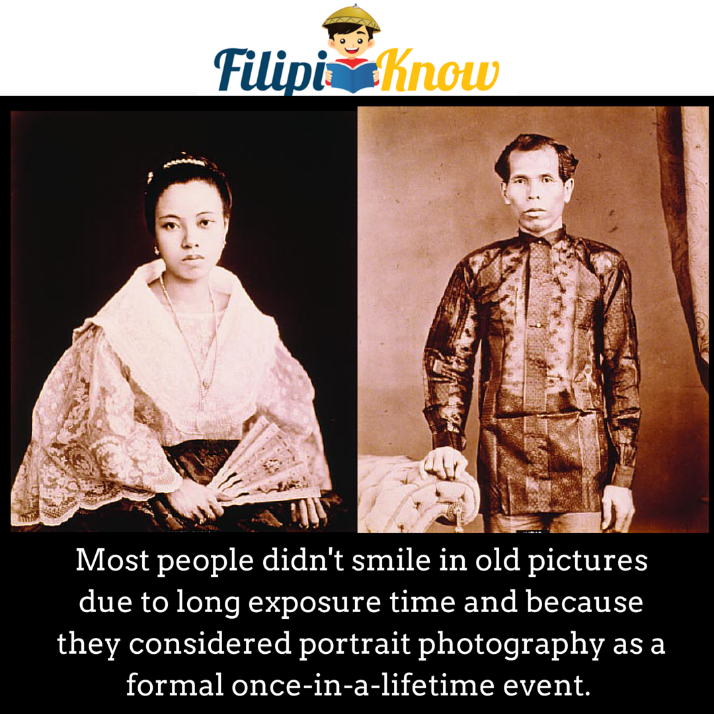 FilipiKnow
Most people didn't smile in old pictures
due to long exposure time and because
they considered portrait photography as a
formal once-in-a-lifetime event.